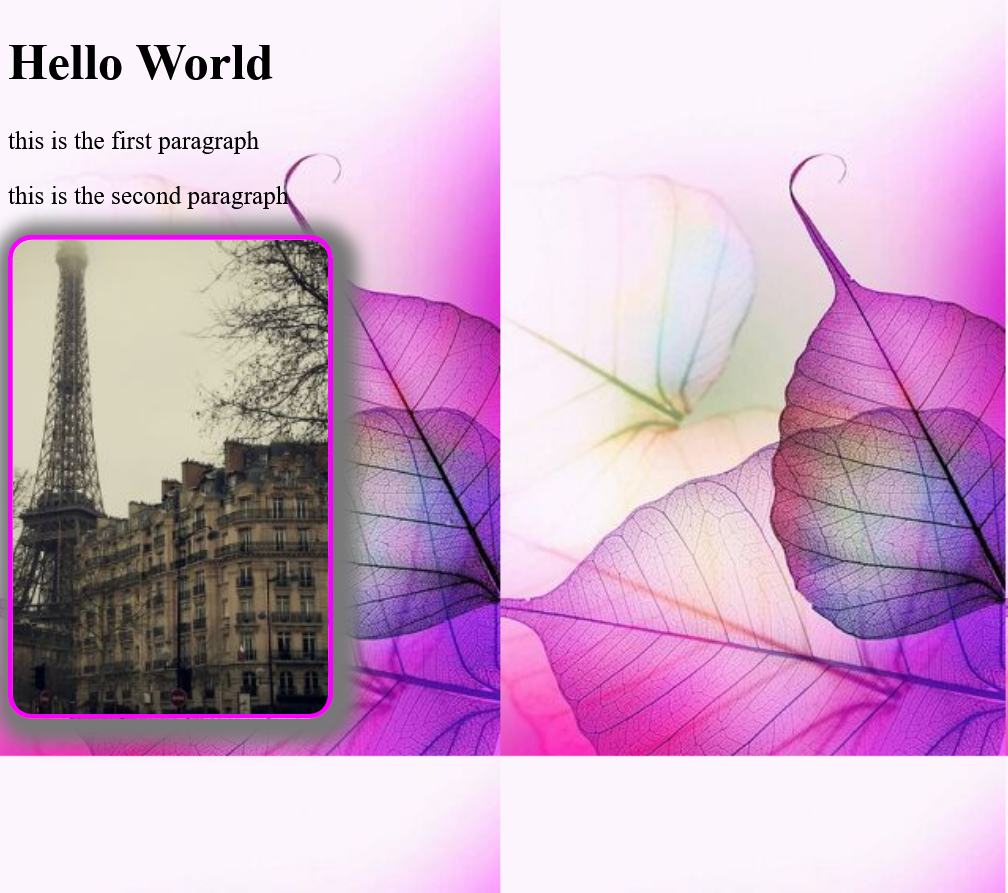 Hello World
this is the first paragraph
this is the second paragraph